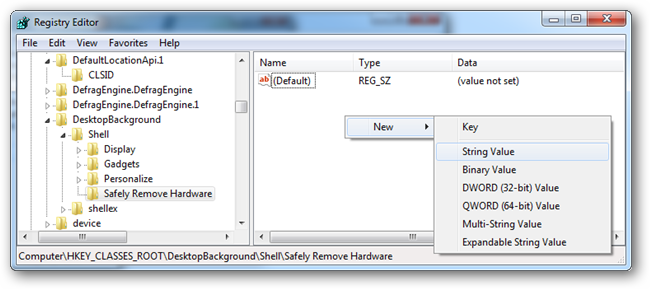 Registry Editor
File Edit View Favorites Help
DefaultLocationApi.1
CLSID
DefragEngine.DefragEngine
DefragEngine.DefragEngine.1
DesktopBackground
Shell
Display
Gadgets
Personalize
Safely Remove Hardware
shellex
device
Name Type Data
ab (Default) REG_SZ (value not set)
New
Key
String Value
Binary Value
DWORD (32-bit) Value
QWORD (64-bit) Value
Multi-String Value
Expandable String Value
Computer\HKEY_CLASSES_ROOT\DesktopBackground\Shell\Safely Remove Hardware